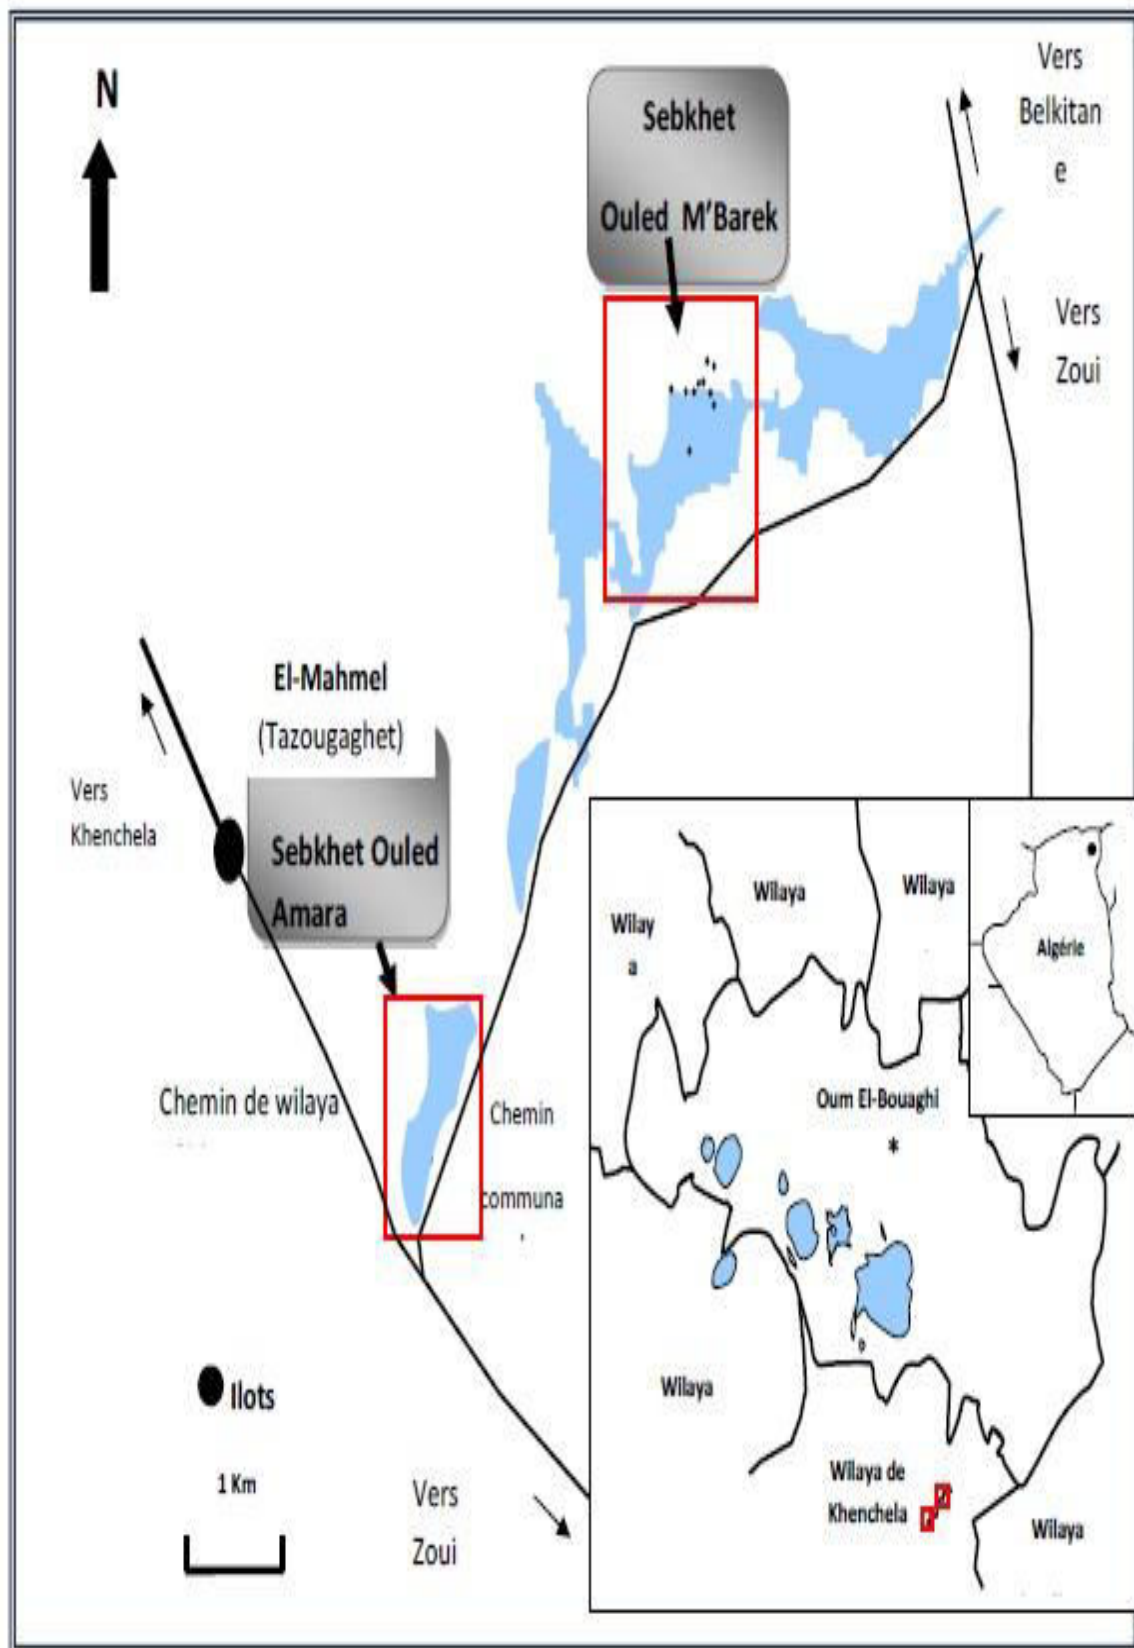 N
Sebkhet
Ouled M'Barek
Vers
Belkitan
e
Vers
Zoui
El-Mahmel
(Tazougaghet)
Vers
Khenchela
Sebkhet Ouled
Amara
Chemin de wilaya
Chemin
communa
Ilots
1 Km
Vers
Zoui
Wilay
a
Wilaya
Wilaya
Algérie
Oum El-Bouaghi
*
Wilaya
Wilaya de
Khenchela
Wilaya